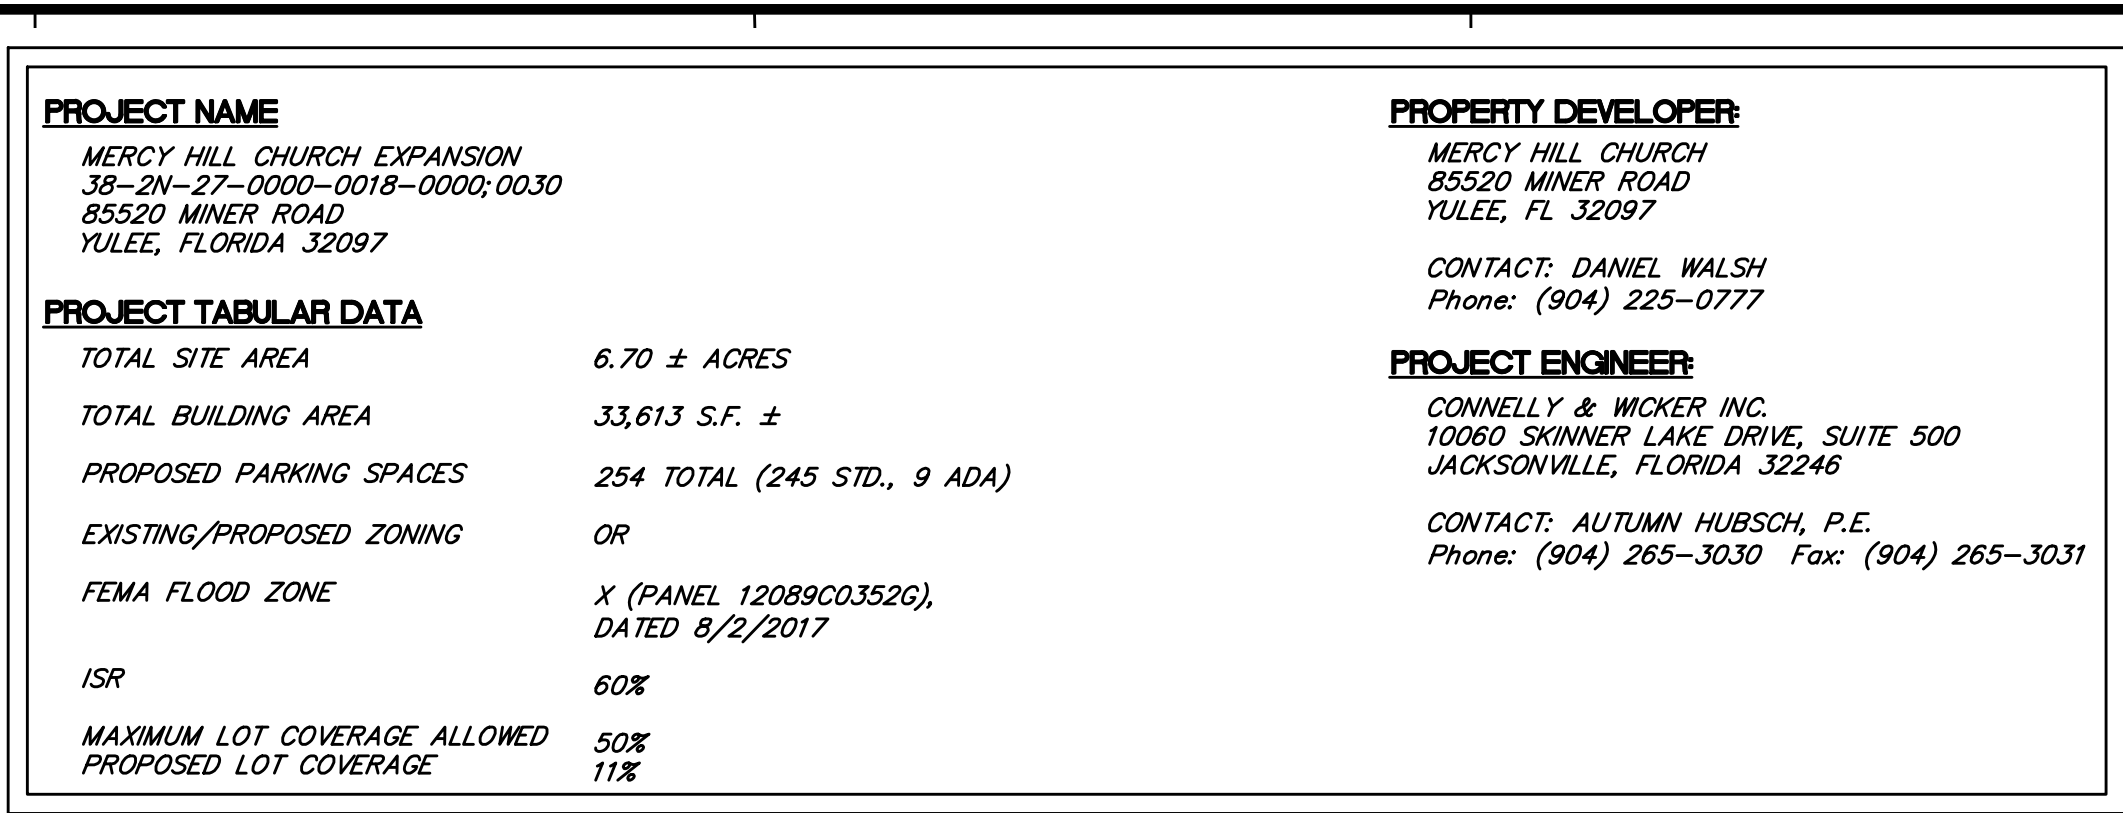 PROJECT NAME
MERCY HILL CHURCH EXPANSION
38-2N-27-0000-0018-0000; 0030
85520 MINER ROAD
YULEE, FLORIDA 32097
PROJECT TABULAR DATA
TOTAL SITE AREA 6.70 ± ACRES
TOTAL BUILDING AREA 33,613 S.F. ±
PROPOSED PARKING SPACES 254 TOTAL (245 STD., 9 ADA)
EXISTING/PROPOSED ZONING OR
FEMA FLOOD ZONE X (PANEL 12089C0352G),
DATED 8/2/2017
ISR 60%
MAXIMUM LOT COVERAGE ALLOWED 50%
PROPOSED LOT COVERAGE 11%
PROPERTY DEVELOPER:
MERCY HILL CHURCH
85520 MINER ROAD
YULEE, FL 32097
CONTACT: DANIEL WALSH
Phone: (904) 225-0777
PROJECT ENGINEER:
CONNELLY & WICKER INC.
10060 SKINNER LAKE DRIVE, SUITE 500
JACKSONVILLE, FLORIDA 32246
CONTACT: AUTUMN HUBSCH, P.E.
Phone: (904) 265-3030 Fax: (904) 265-3031